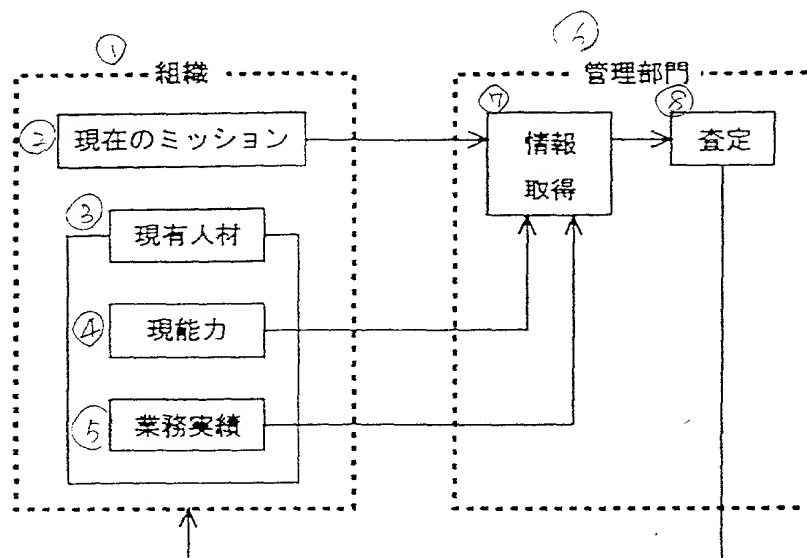 ① 組織
② 現在のミッション
③ 現有人材
④ 現能力
⑤ 業務実績
⑥ 管理部門
⑦ 情報
取得
⑧ 査定